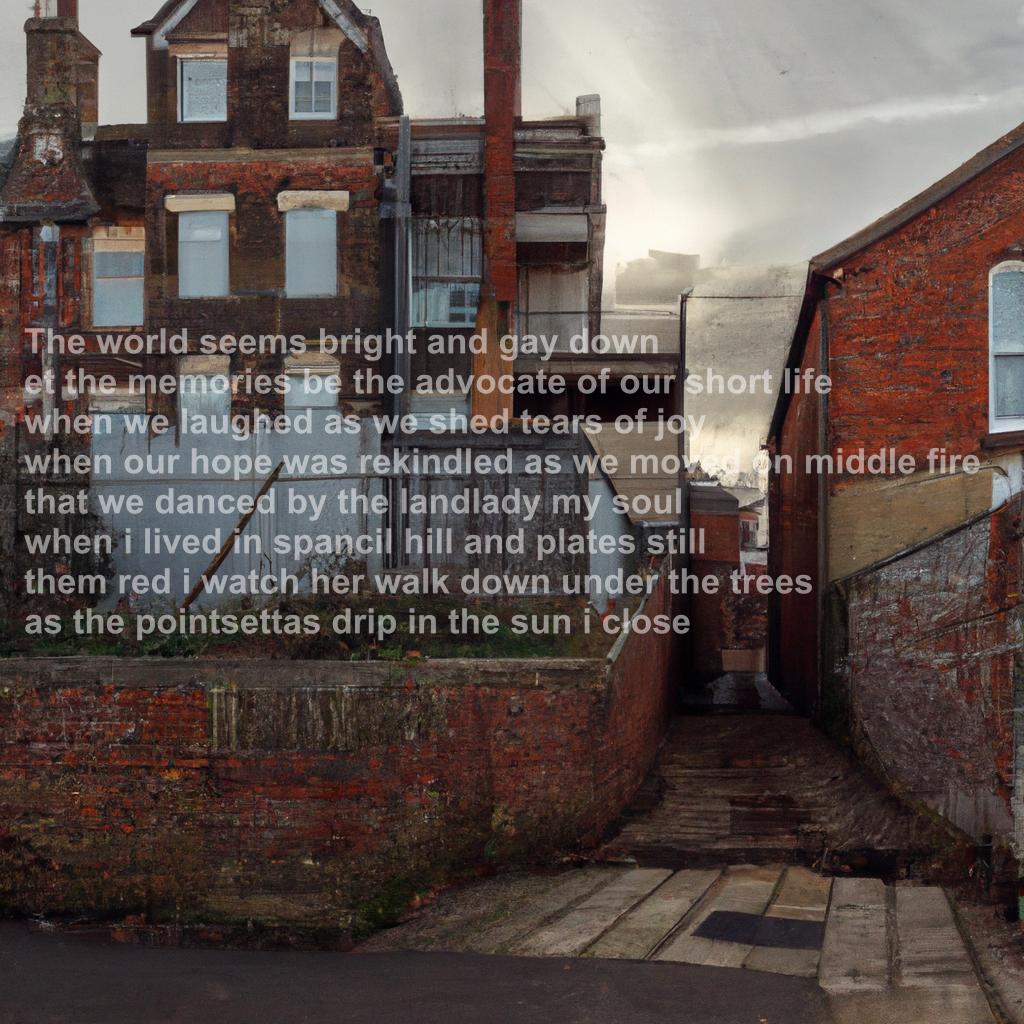 The world seems bright and gay down
et the memories be the advocate of our short life
when we laughed as we shed tears of joy
when our hope was rekindled as we moved on middle fire
that we danced by the landlady my soul
when i lived in spancil hill and plates still
them red i watch her walk down under the trees
as the pointsettas drip in the sun i close